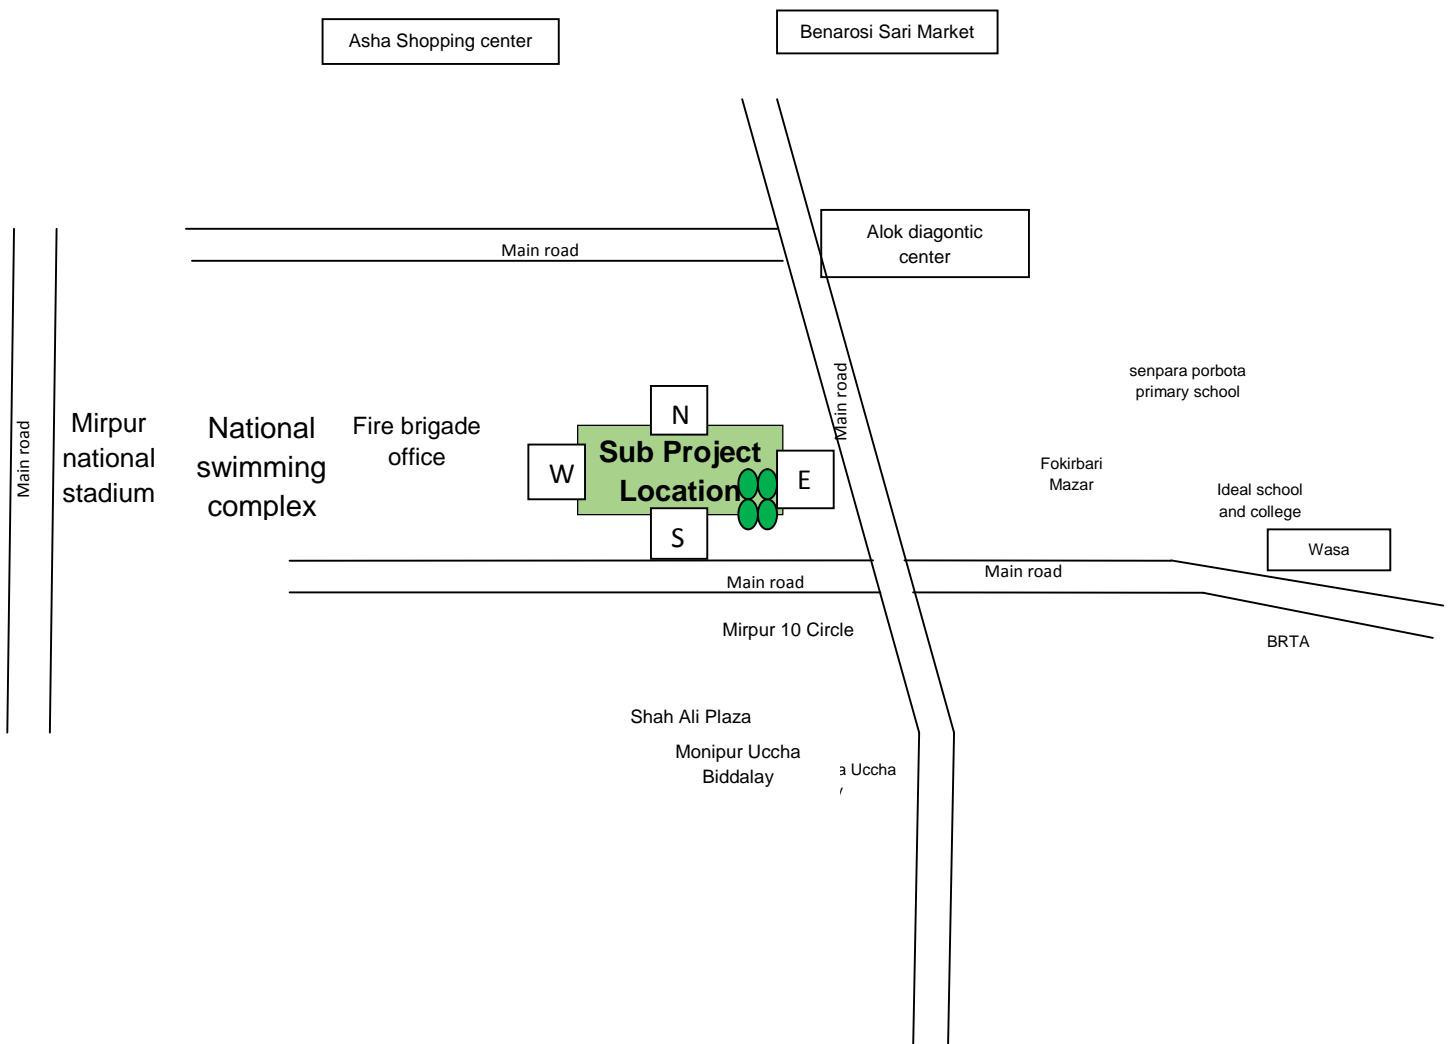 Asha Shopping center
Benarosi Sari Market
Main road
Alok diagontic
center
Main road
Main road
senpara porbota
primary school
Mirpur
national
stadium
National
swimming
complex
Fire brigade
office
N
W
Sub Project
Location
E
S
Fokirbari
Mazar
Ideal school
and college
Wasa
Main road
Main road
Mirpur 10 Circle
BRTA
Shah Ali Plaza
Monipur Uccha
Biddalay
a Uccha